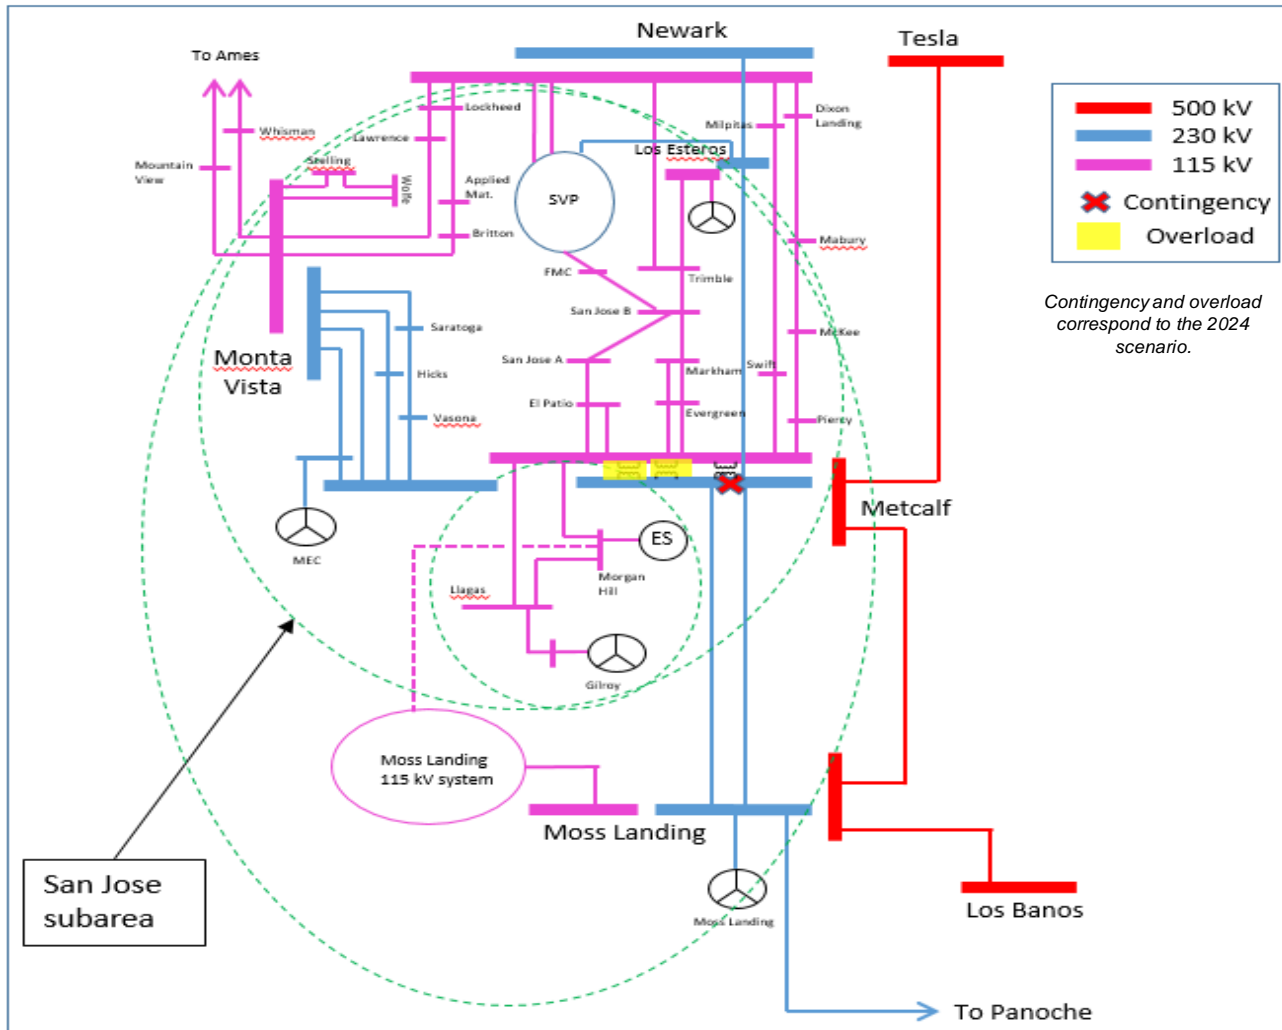 Newark
Tesla
To Ames
500 kV
230 kV
115 kV
Contingency
Overload
Contingency and overload
correspond to the 2024
scenario.
Lockheed
Dixon
Landing
Whisman
Lawrence
Milpitas
Los Esteros
Mountain
View
Stelling
Wolfe
Applied
Mat.
SVP
Britton
Mabury
FMC
Trimble
San Jose B
Saratoga
McKee
Monta
Vista
San Jose A
Markham
Swift
Hicks
El Patio
Evergreen
Vasona
Piercy
Metcalf
MEC
ES
Morgan
Hill
Llagas
Gilroy
Moss Landing
115 kV system
Moss Landing
San Jose
subarea
Moss Landing
Los Banos
To Panoche